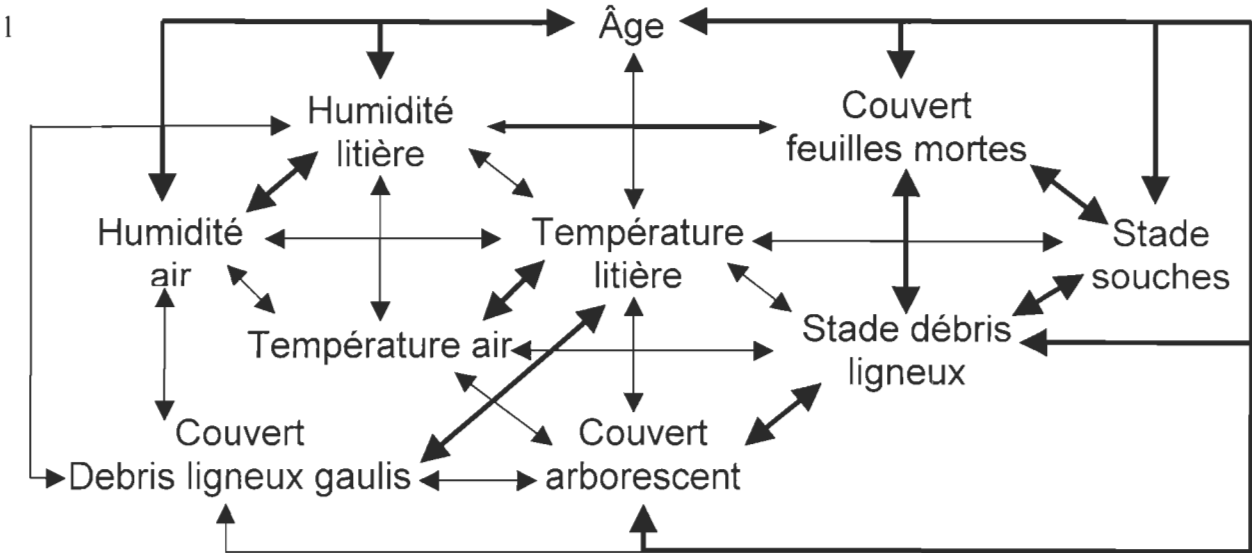 1
Âge
Humidité
litière
Couvert
feuilles mortes
Humidité
air
Température
litière
Stade
souches
Température air
Stade débris
ligneux
Couvert
Debris ligneux gaulis
Couvert
arborescent